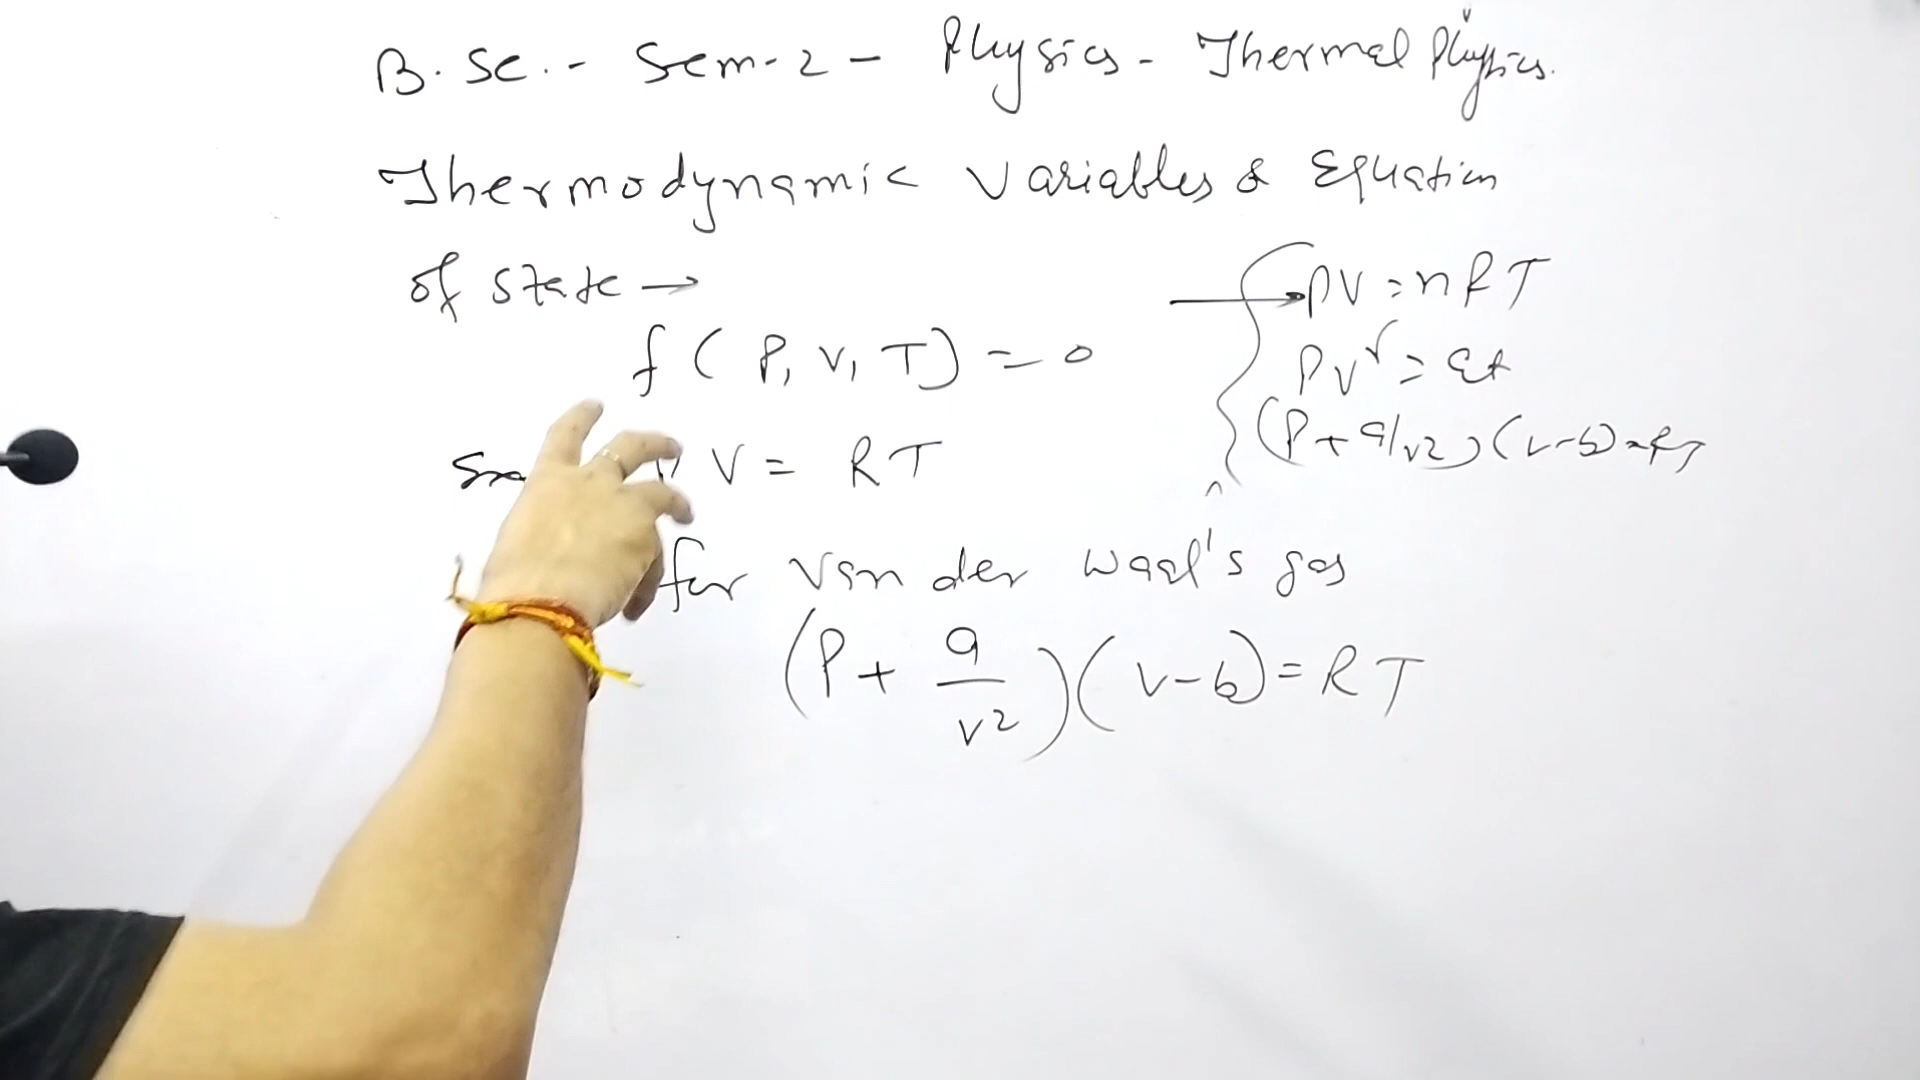 B.Sc.- Sem-2 - Physics - Thermal Physics.
Thermodynamic Variables & Equation
of state →
f ( P, V, T) = 0
V = RT
for Van der Waal's gas
(P + a/v²)(v-b) = RT
PV = nRT
PV^r = Ct
(P + a/v2)(v-b) = RT